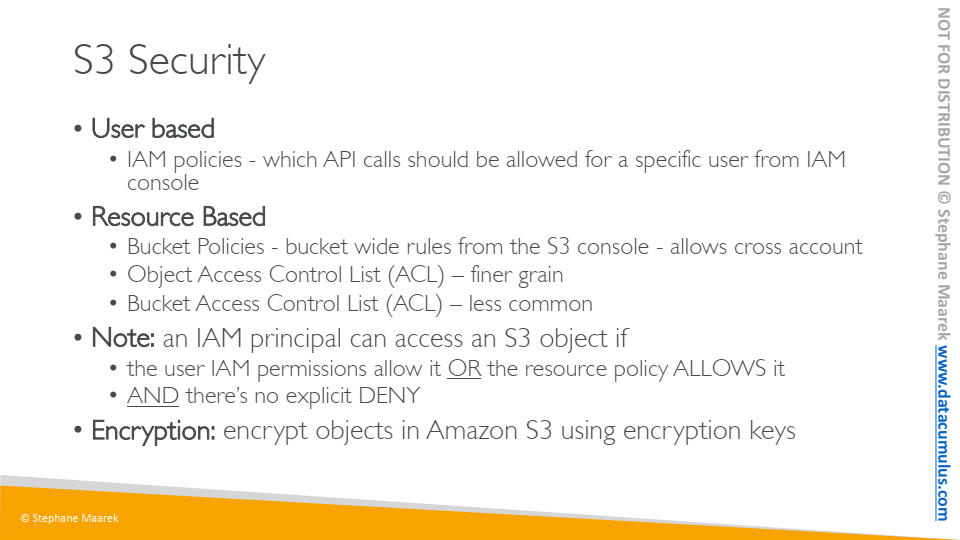 S3 Security
• User based
• IAM policies - which API calls should be allowed for a specific user from IAM
console
• Resource Based
• Bucket Policies - bucket wide rules from the S3 console - allows cross account
• Object Access Control List (ACL) – finer grain
• Bucket Access Control List (ACL) – less common
• Note: an IAM principal can access an S3 object if
• the user IAM permissions allow it OR the resource policy ALLOWS it
• AND there’s no explicit DENY
• Encryption: encrypt objects in Amazon S3 using encryption keys
© Stephane Maarek
NOT FOR DISTRIBUTION © Stephane Maarek www.datacumulus.com